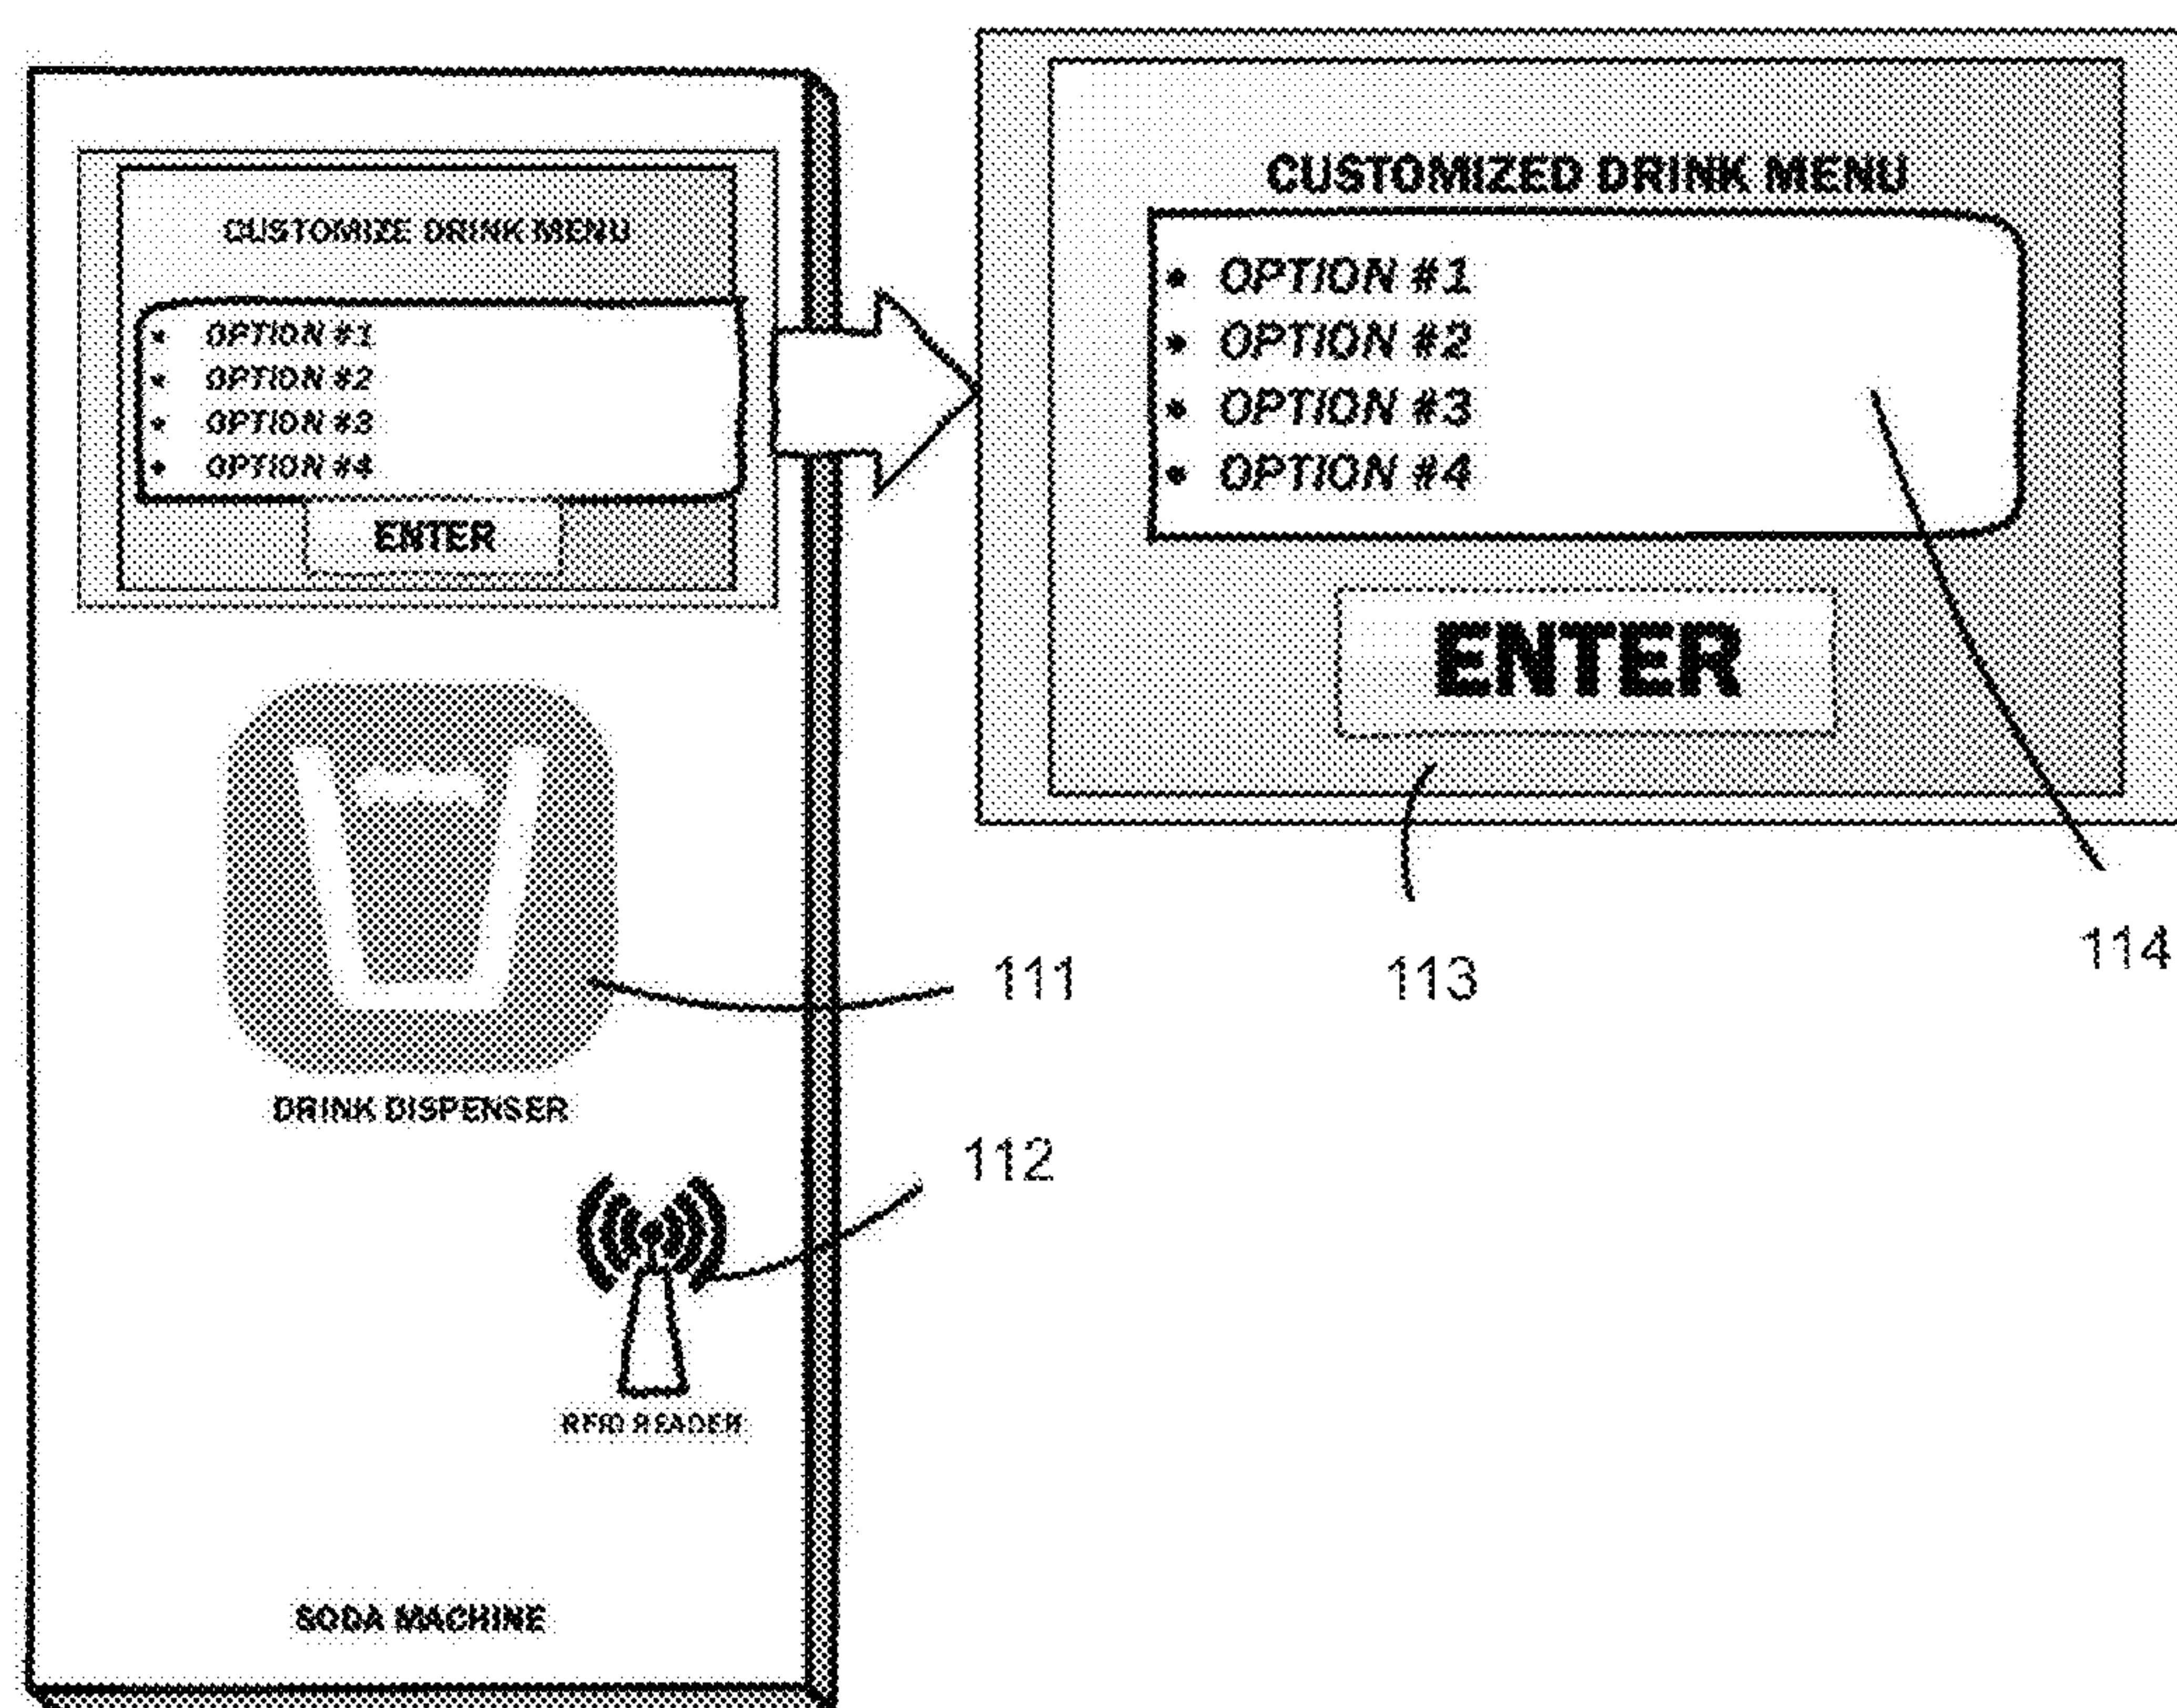 CUSTOMIZE DRINK MENU
• OPTION #1
• OPTION #2
• OPTION #3
• OPTION #4
ENTER
CUSTOMIZED DRINK MENU
• OPTION #1
• OPTION #2
• OPTION #3
• OPTION #4
ENTER
113
114
111
DRINK DISPENSER
112
RFID READER
SODA MACHINE